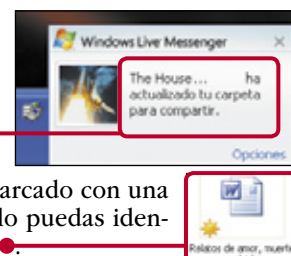 Windows Live Messenger
The House... ha
actualizado tu carpeta
para compartir.
Opciones
arcado con una
lo puedas iden-
Relatos de amor, muerte